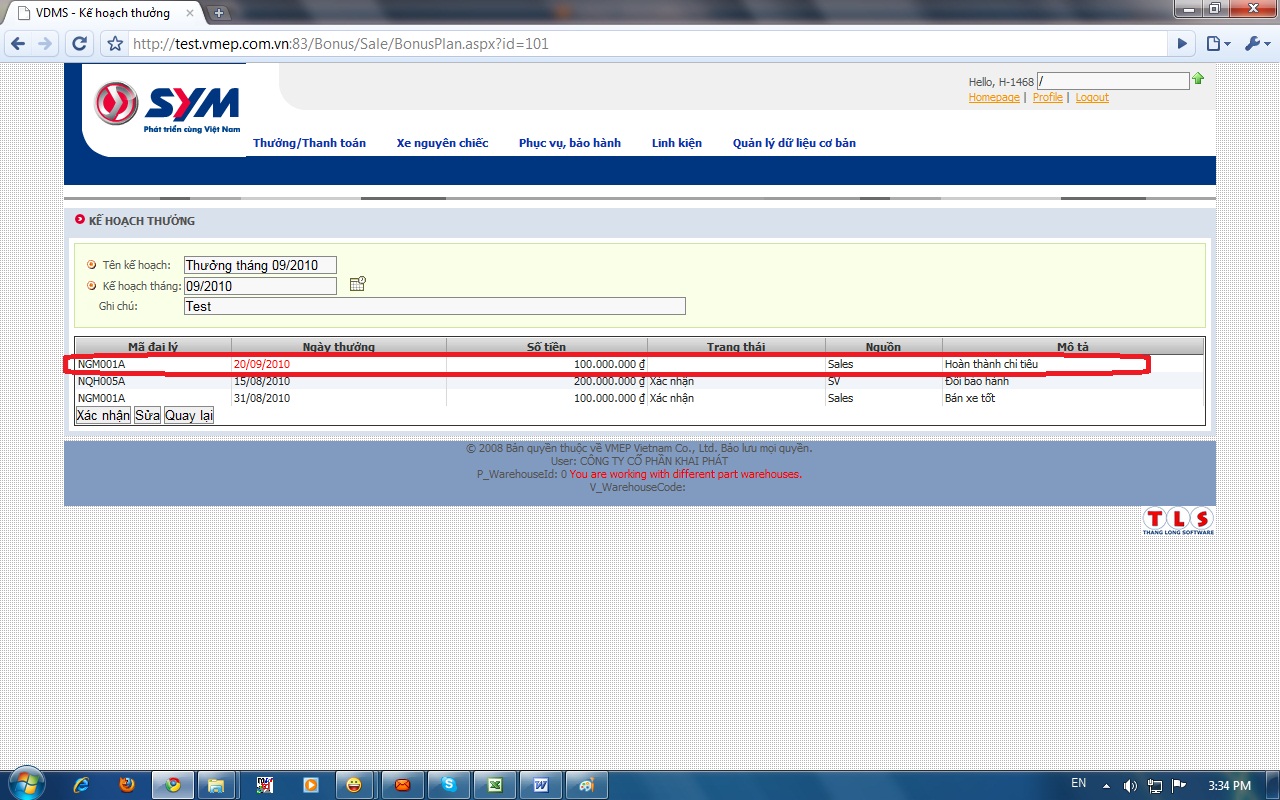 VDMS - Kế hoạch thưởng
http://test.vmep.com.vn:83/Bonus/Sale/BonusPlan.aspx?id=101
SYM
Phát triển cùng Việt Nam
Hello, H-1468 /
Homepage | Profile | Logout
Thưởng/Thanh toán Xe nguyên chiếc Phục vụ, bảo hành Linh kiện Quản lý dữ liệu cơ bản
KẾ HOẠCH THƯỞNG
Tên kế hoạch: Thưởng tháng 09/2010
Kế hoạch tháng: 09/2010
Ghi chú: Test
Mã đại lý Ngày thưởng Số tiền Trạng thái Nguồn Mô tả
NGM001A 20/09/2010 100.000.000 ₫ Sales Hoàn thành chỉ tiêu
NQH005A 15/08/2010 200.000.000 ₫ Xác nhận SV Đối bảo hành
NGM001A 31/08/2010 100.000.000 ₫ Xác nhận Sales Bán xe tốt
Xác nhận Sửa Quay lại
© 2008 Bản quyền thuộc về VMEP Vietnam Co., Ltd. Bảo lưu mọi quyền.
User: CÔNG TY CỔ PHẦN KHẢI PHÁT
P_WarehouseId: 0 You are working with different part warehouses.
V_WarehouseCode:
TLS
THANG LONG SOFTWARE
EN 3:34 PM